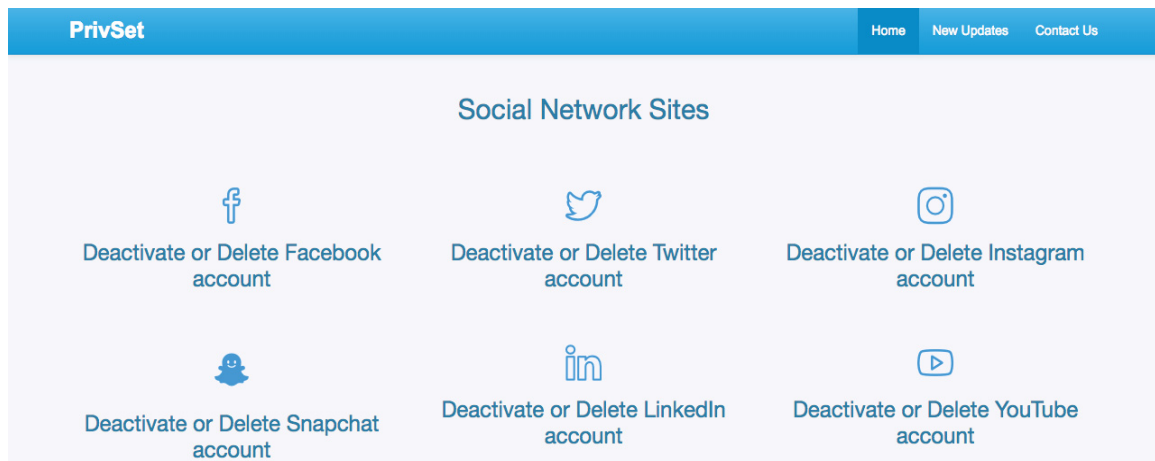 PrivSet
Home New Updates Contact Us
Social Network Sites
Deactivate or Delete Facebook
account
Deactivate or Delete Twitter
account
Deactivate or Delete Instagram
account
Deactivate or Delete Snapchat
account
Deactivate or Delete LinkedIn
account
Deactivate or Delete YouTube
account